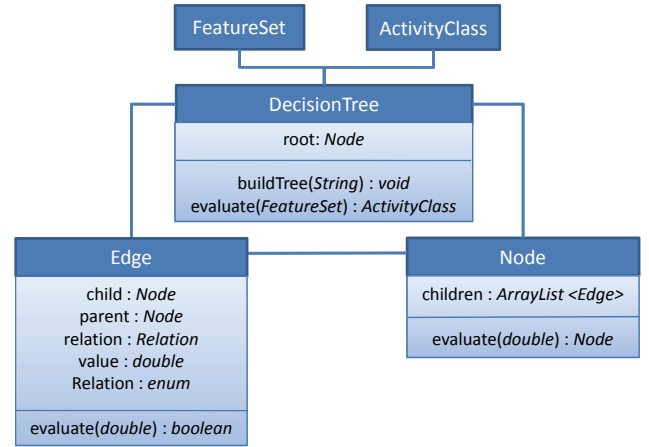 FeatureSet
ActivityClass
DecisionTree
root: Node
buildTree(String) : void
evaluate(FeatureSet) : ActivityClass
Edge
child : Node
parent : Node
relation : Relation
value : double
Relation : enum
evaluate(double) : boolean
Node
children : ArrayList <Edge>
evaluate(double) : Node